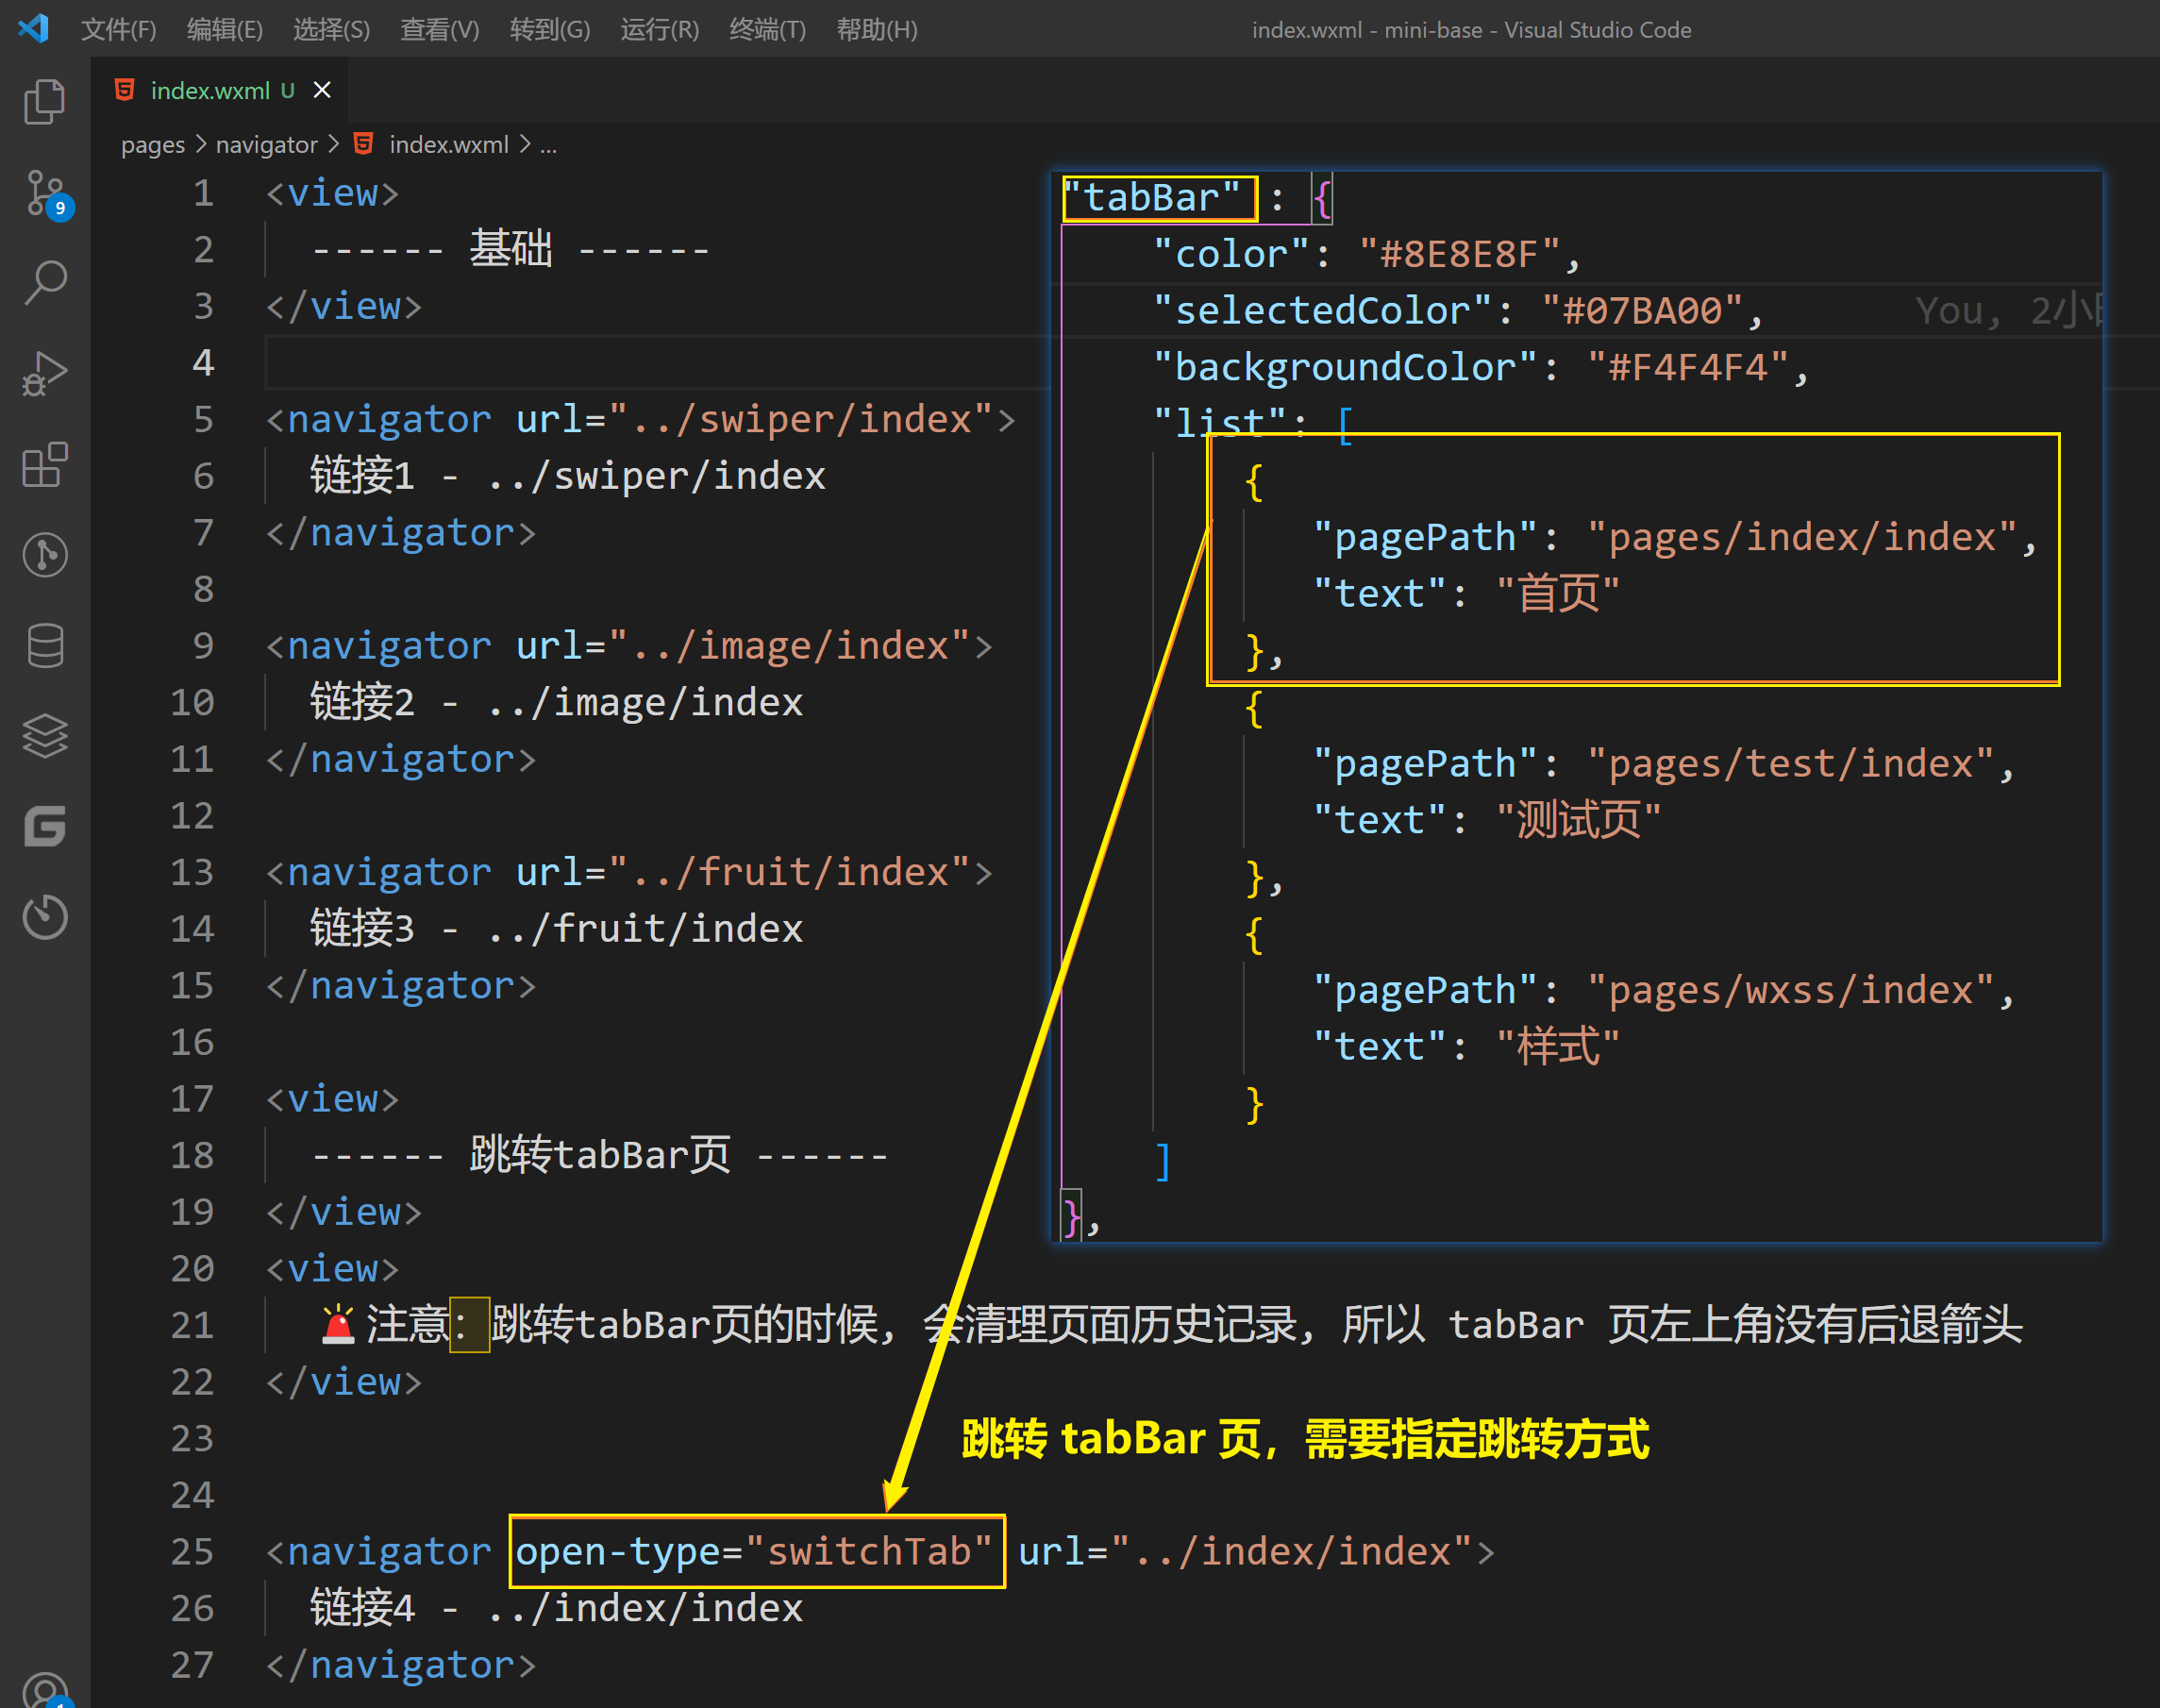 文件(F) 编辑(E) 选择(S) 查看(V) 转到(G) 运行(R) 终端(T) 帮助(H) index.wxml - mini-base - Visual Studio Code
index.wxml U
pages > navigator > index.wxml > ...
9
1 <view>
2 ------ 基础 ------
3 </view>
4
5 <navigator url="../swiper/index">
6 链接1 - ../swiper/index
7 </navigator>
8
9 <navigator url="../image/index">
10 链接2 - ../image/index
11 </navigator>
12
13 <navigator url="../fruit/index">
14 链接3 - ../fruit/index
15 </navigator>
16
17 <view>
18 ------ 跳转tabBar页 ------
19 </view>
20 <view>
21 🚨注意：跳转tabBar页的时候, 会清理页面历史记录, 所以 tabBar 页左上角没有后退箭头
22 </view>
23
24
25 <navigator open-type="switchTab" url="../index/index">
26 链接4 - ../index/index
27 </navigator>
"tabBar": {
"color": "#8E8E8F",
"selectedColor": "#07BA00", You, 2小
"backgroundColor": "#F4F4F4",
"list": [
{
"pagePath": "pages/index/index",
"text": "首页"
},
{
"pagePath": "pages/test/index",
"text": "测试页"
},
{
"pagePath": "pages/wxss/index",
"text": "样式"
}
]
},
跳转 tabBar 页，需要指定跳转方式